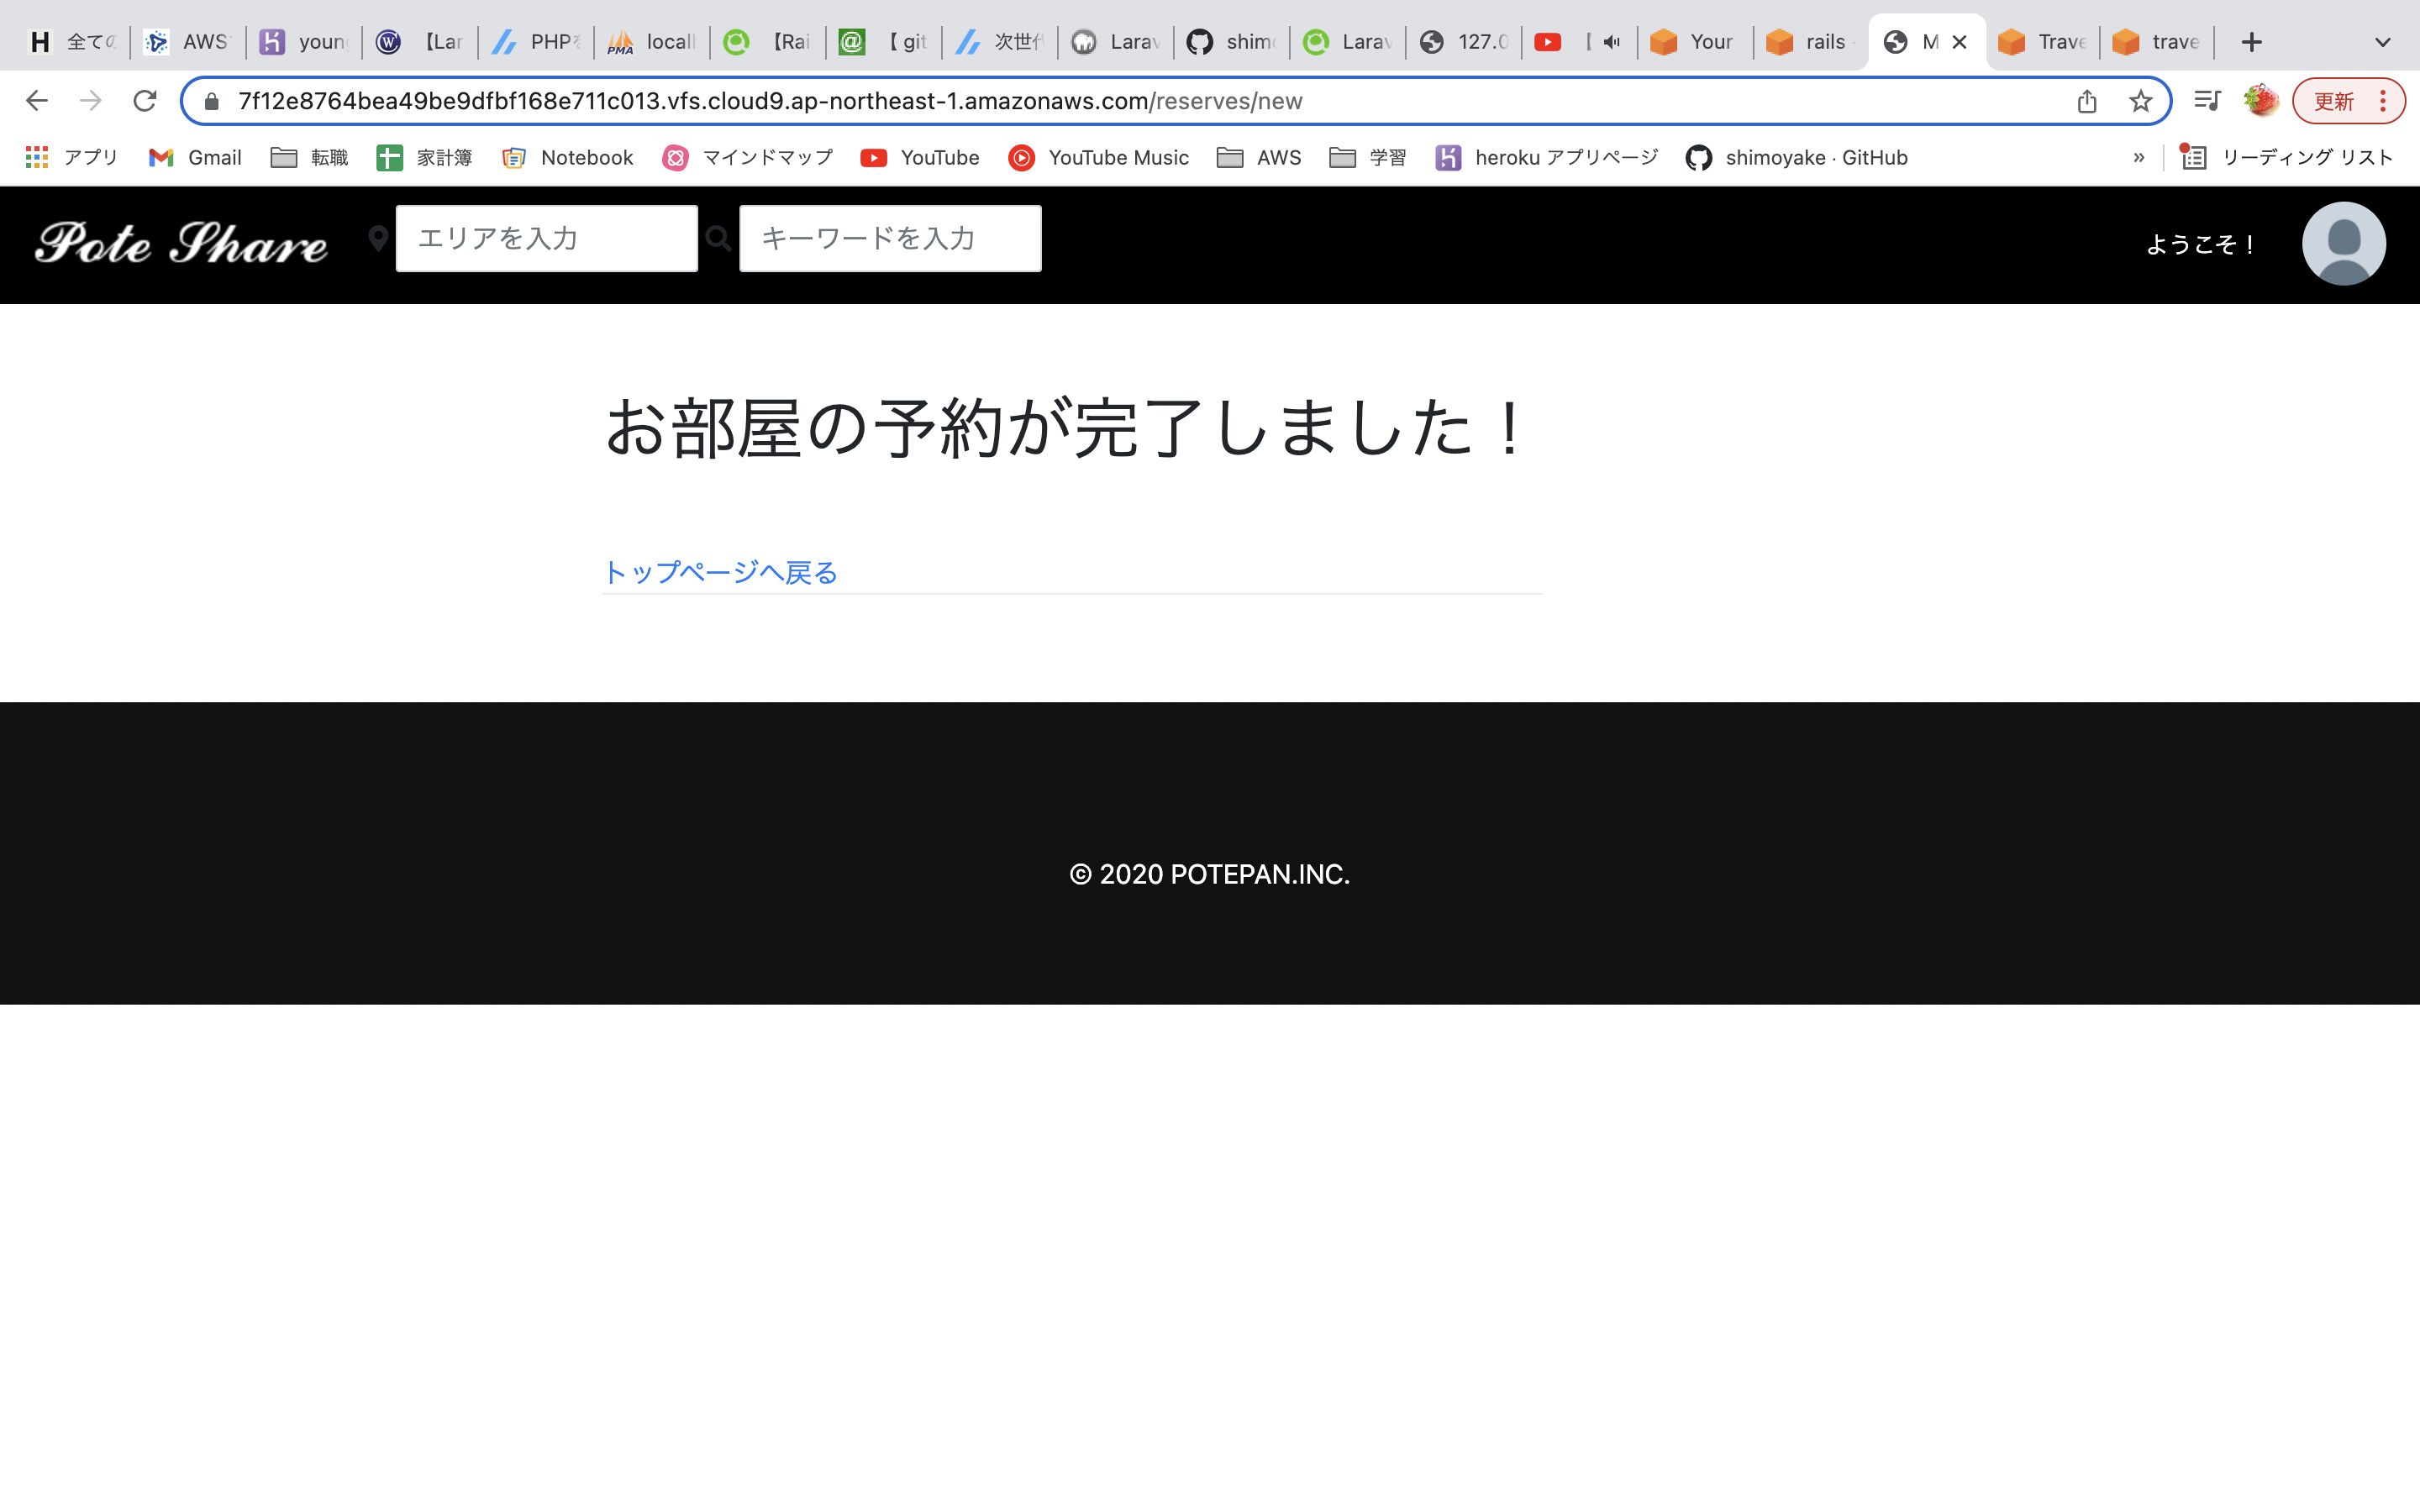 全ての
AWS
youn
【Lar
PHPを
locall
【Rai
【 git
次世代
Larav
shimo
Larav
127.0
【
Your
rails -
M
Trave
trave
7f12e8764bea49be9dfbf168e711c013.vfs.cloud9.ap-northeast-1.amazonaws.com/reserves/new
更新
アプリ
Gmail
転職
家計簿
Notebook
マインドマップ
YouTube
YouTube Music
AWS
学習
heroku アプリページ
shimoyake · GitHub
»
リーディング リスト
Pote Share
エリアを入力
キーワードを入力
ようこそ！
お部屋の予約が完了しました！
トップページへ戻る
© 2020 POTEPAN.INC.